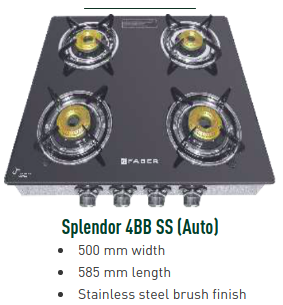 FABER
Splendor 4BB SS (Auto)
• 500 mm width
• 585 mm length
• Stainless steel brush finish